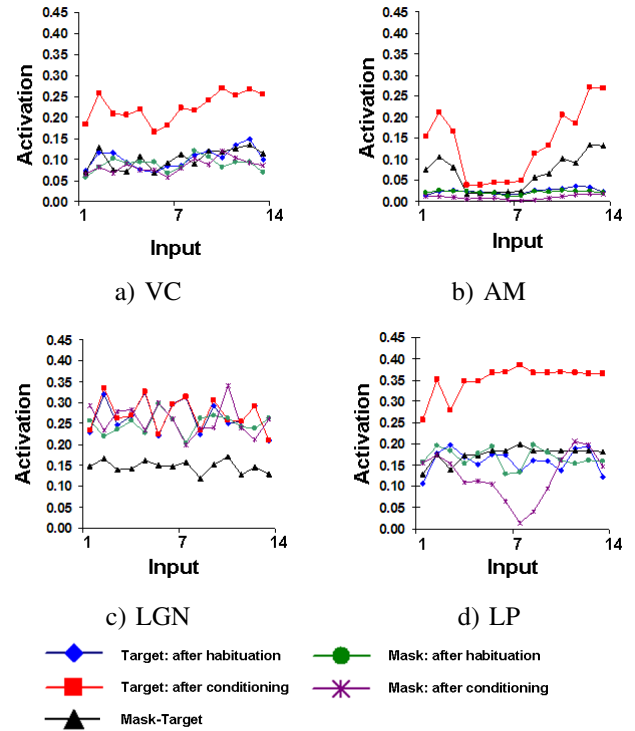 0.45
0.40
0.35
0.30
0.25
0.20
0.15
0.10
0.05
0.00
Activation
1 7 14
Input
a) VC
0.45
0.40
0.35
0.30
0.25
0.20
0.15
0.10
0.05
0.00
Activation
1 7 14
Input
b) AM
0.45
0.40
0.35
0.30
0.25
0.20
0.15
0.10
0.05
0.00
Activation
1 7 14
Input
c) LGN
0.45
0.40
0.35
0.30
0.25
0.20
0.15
0.10
0.05
0.00
Activation
1 7 14
Input
d) LP
Target: after habituation
Mask: after habituation
Target: after conditioning
Mask: after conditioning
Mask-Target